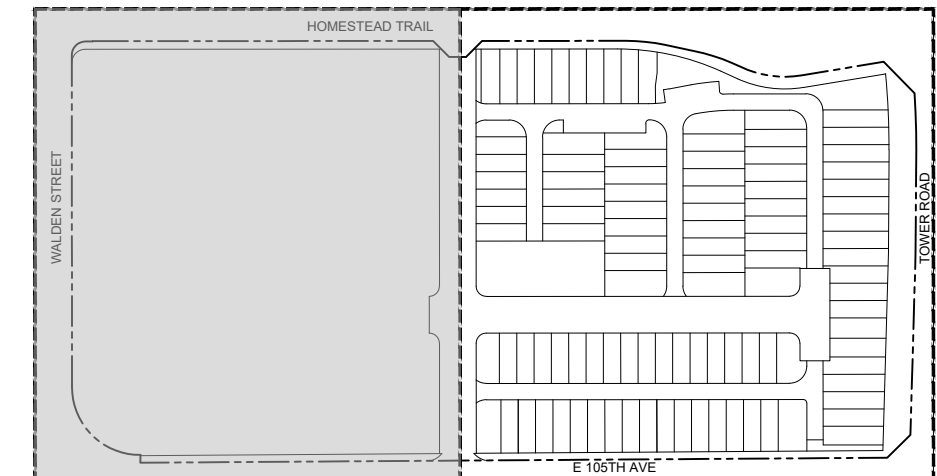 HOMESTEAD TRAIL
WALDEN STREET
TOWER ROAD
E 105TH AVE